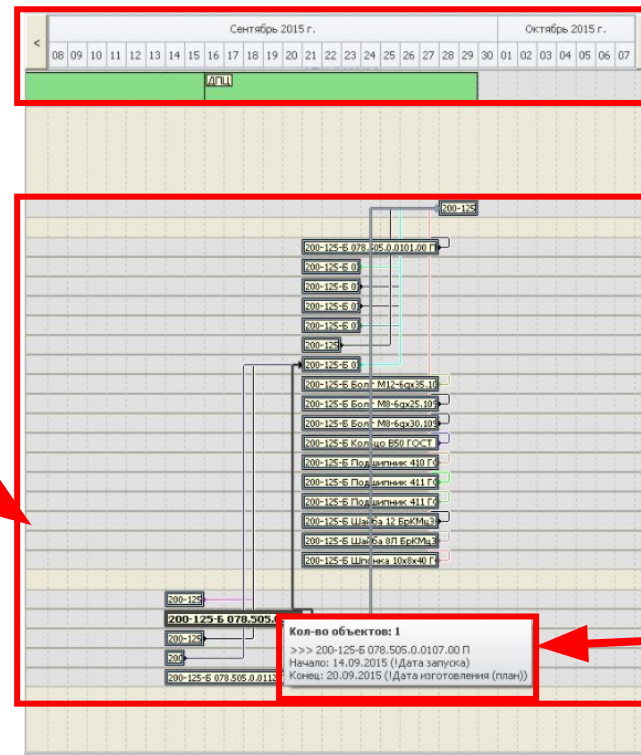 Сентябрь 2015 г. Октябрь 2015 г.
<
08 09 10 11 12 13 14 15 16 17 18 19 20 21 22 23 24 25 26 27 28 29 30 01 02 03 04 05 06 07
ДПЦ
200-125
200-125-Б 078.505.0.0101.00 П
200-125-Б 0
200-125-Б 0
200-125-Б 0
200-125-Б 0
200-125
200-125-Б 0
200-125-Б Болт М12-6gх35.10
200-125-Б Болт М8-6gх25.109
200-125-Б Болт М8-6gх30.109
200-125-Б Кольцо В50 ГОСТ
200-125-Б Подшипник 410 ГО
200-125-Б Подшипник 411 ГО
200-125-Б Подшипник 411 ГО
200-125-Б Шайба 12 БрКМц3
200-125-Б Шайба 8Л БрКМц3
200-125-Б Шпонка 10х8х40 Г
200-125
200-125-Б 078.505.
200-125
200
200-125-Б 078.505.0.0112
Кол-во объектов: 1
>>> 200-125-Б 078.505.0.0107.00 П
Начало: 14.09.2015 (!Дата запуска)
Конец: 20.09.2015 (!Дата изготовления (план))